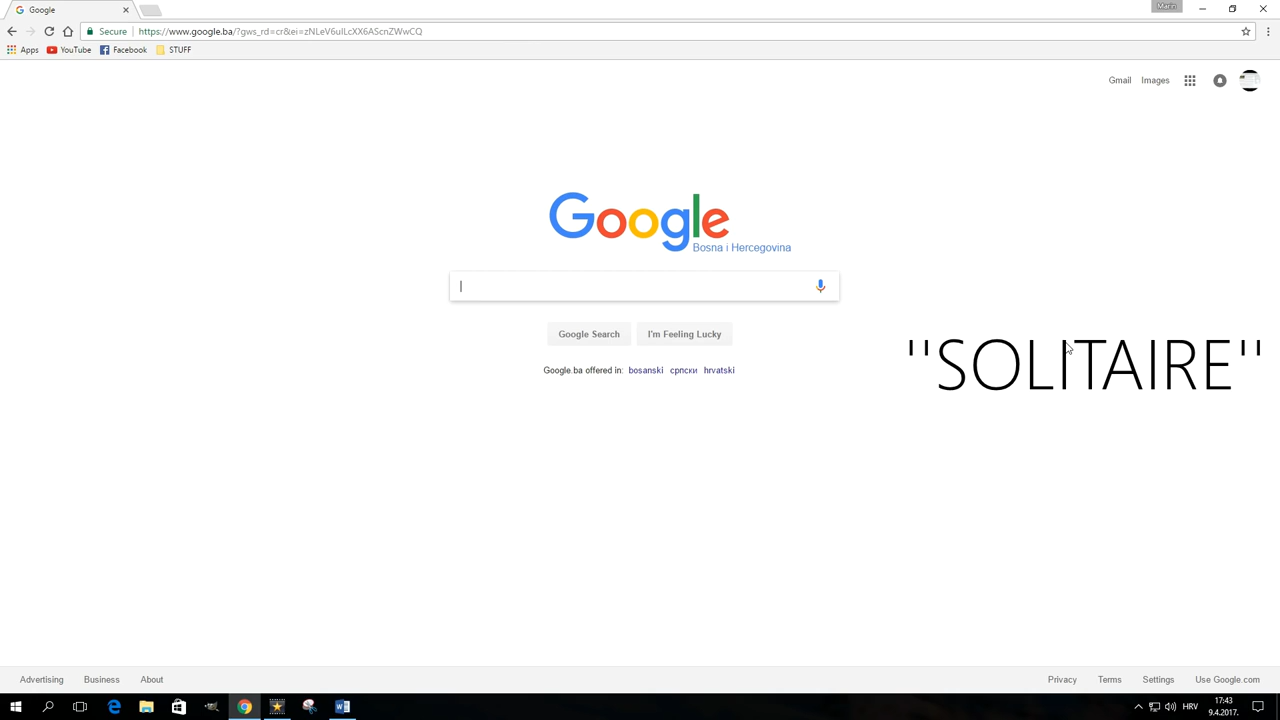 Google
Marin
Secure
https://www.google.ba/?gws_rd=cr&ei=zNLeV6uILcXX6AScnZWwCQ
Apps
YouTube
Facebook
STUFF
Gmail
Images
Google
Bosna i Hercegovina
Google Search
I'm Feeling Lucky
Google.ba offered in: bosanski српски hrvatski
''SOLITAIRE''
Advertising
Business
About
Privacy
Terms
Settings
Use Google.com
HRV
17:43
9.4.2017.